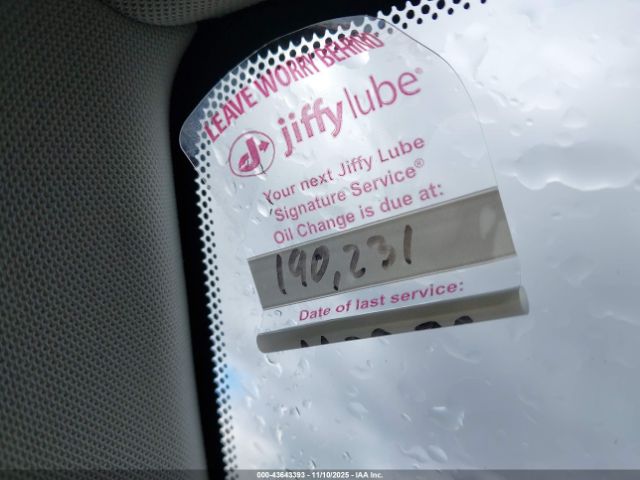 LEAVE WORRY BEHIND®
jiffy lube®
Your next Jiffy Lube
Signature Service®
Oil Change is due at:
190,231
Date of last service:
000-43643393 - 11/10/2025 - IAA Inc.